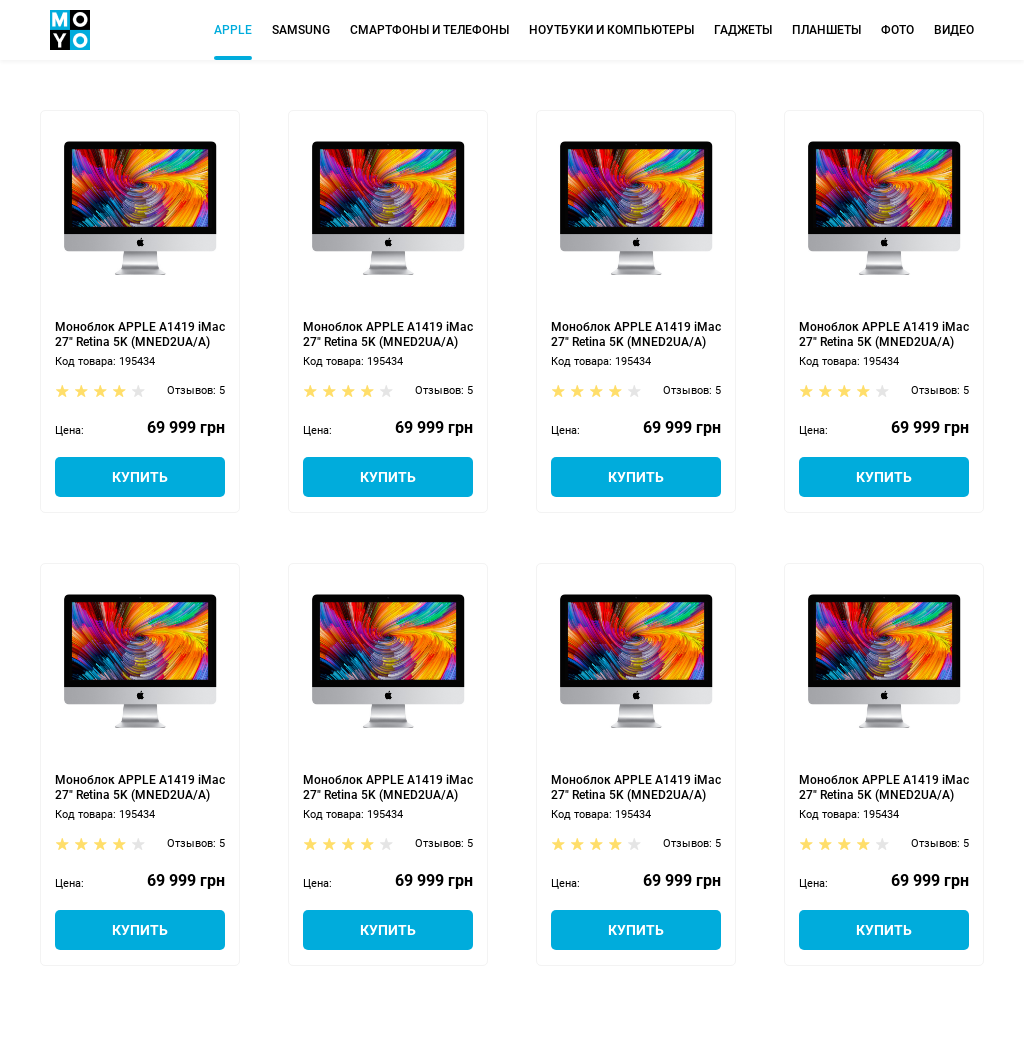 MO
YO
APPLE SAMSUNG СМАРТФОНЫ И ТЕЛЕФОНЫ НОУТБУКИ И КОМПЬЮТЕРЫ ГАДЖЕТЫ ПЛАНШЕТЫ ФОТО ВИДЕО
Моноблок APPLE A1419 iMac
27" Retina 5K (MNED2UA/A)
Код товара: 195434
Отзывов: 5
Цена: 69 999 грн
КУПИТЬ
Моноблок APPLE A1419 iMac
27" Retina 5K (MNED2UA/A)
Код товара: 195434
Отзывов: 5
Цена: 69 999 грн
КУПИТЬ
Моноблок APPLE A1419 iMac
27" Retina 5K (MNED2UA/A)
Код товара: 195434
Отзывов: 5
Цена: 69 999 грн
КУПИТЬ
Моноблок APPLE A1419 iMac
27" Retina 5K (MNED2UA/A)
Код товара: 195434
Отзывов: 5
Цена: 69 999 грн
КУПИТЬ
Моноблок APPLE A1419 iMac
27" Retina 5K (MNED2UA/A)
Код товара: 195434
Отзывов: 5
Цена: 69 999 грн
КУПИТЬ
Моноблок APPLE A1419 iMac
27" Retina 5K (MNED2UA/A)
Код товара: 195434
Отзывов: 5
Цена: 69 999 грн
КУПИТЬ
Моноблок APPLE A1419 iMac
27" Retina 5K (MNED2UA/A)
Код товара: 195434
Отзывов: 5
Цена: 69 999 грн
КУПИТЬ
Моноблок APPLE A1419 iMac
27" Retina 5K (MNED2UA/A)
Код товара: 195434
Отзывов: 5
Цена: 69 999 грн
КУПИТЬ